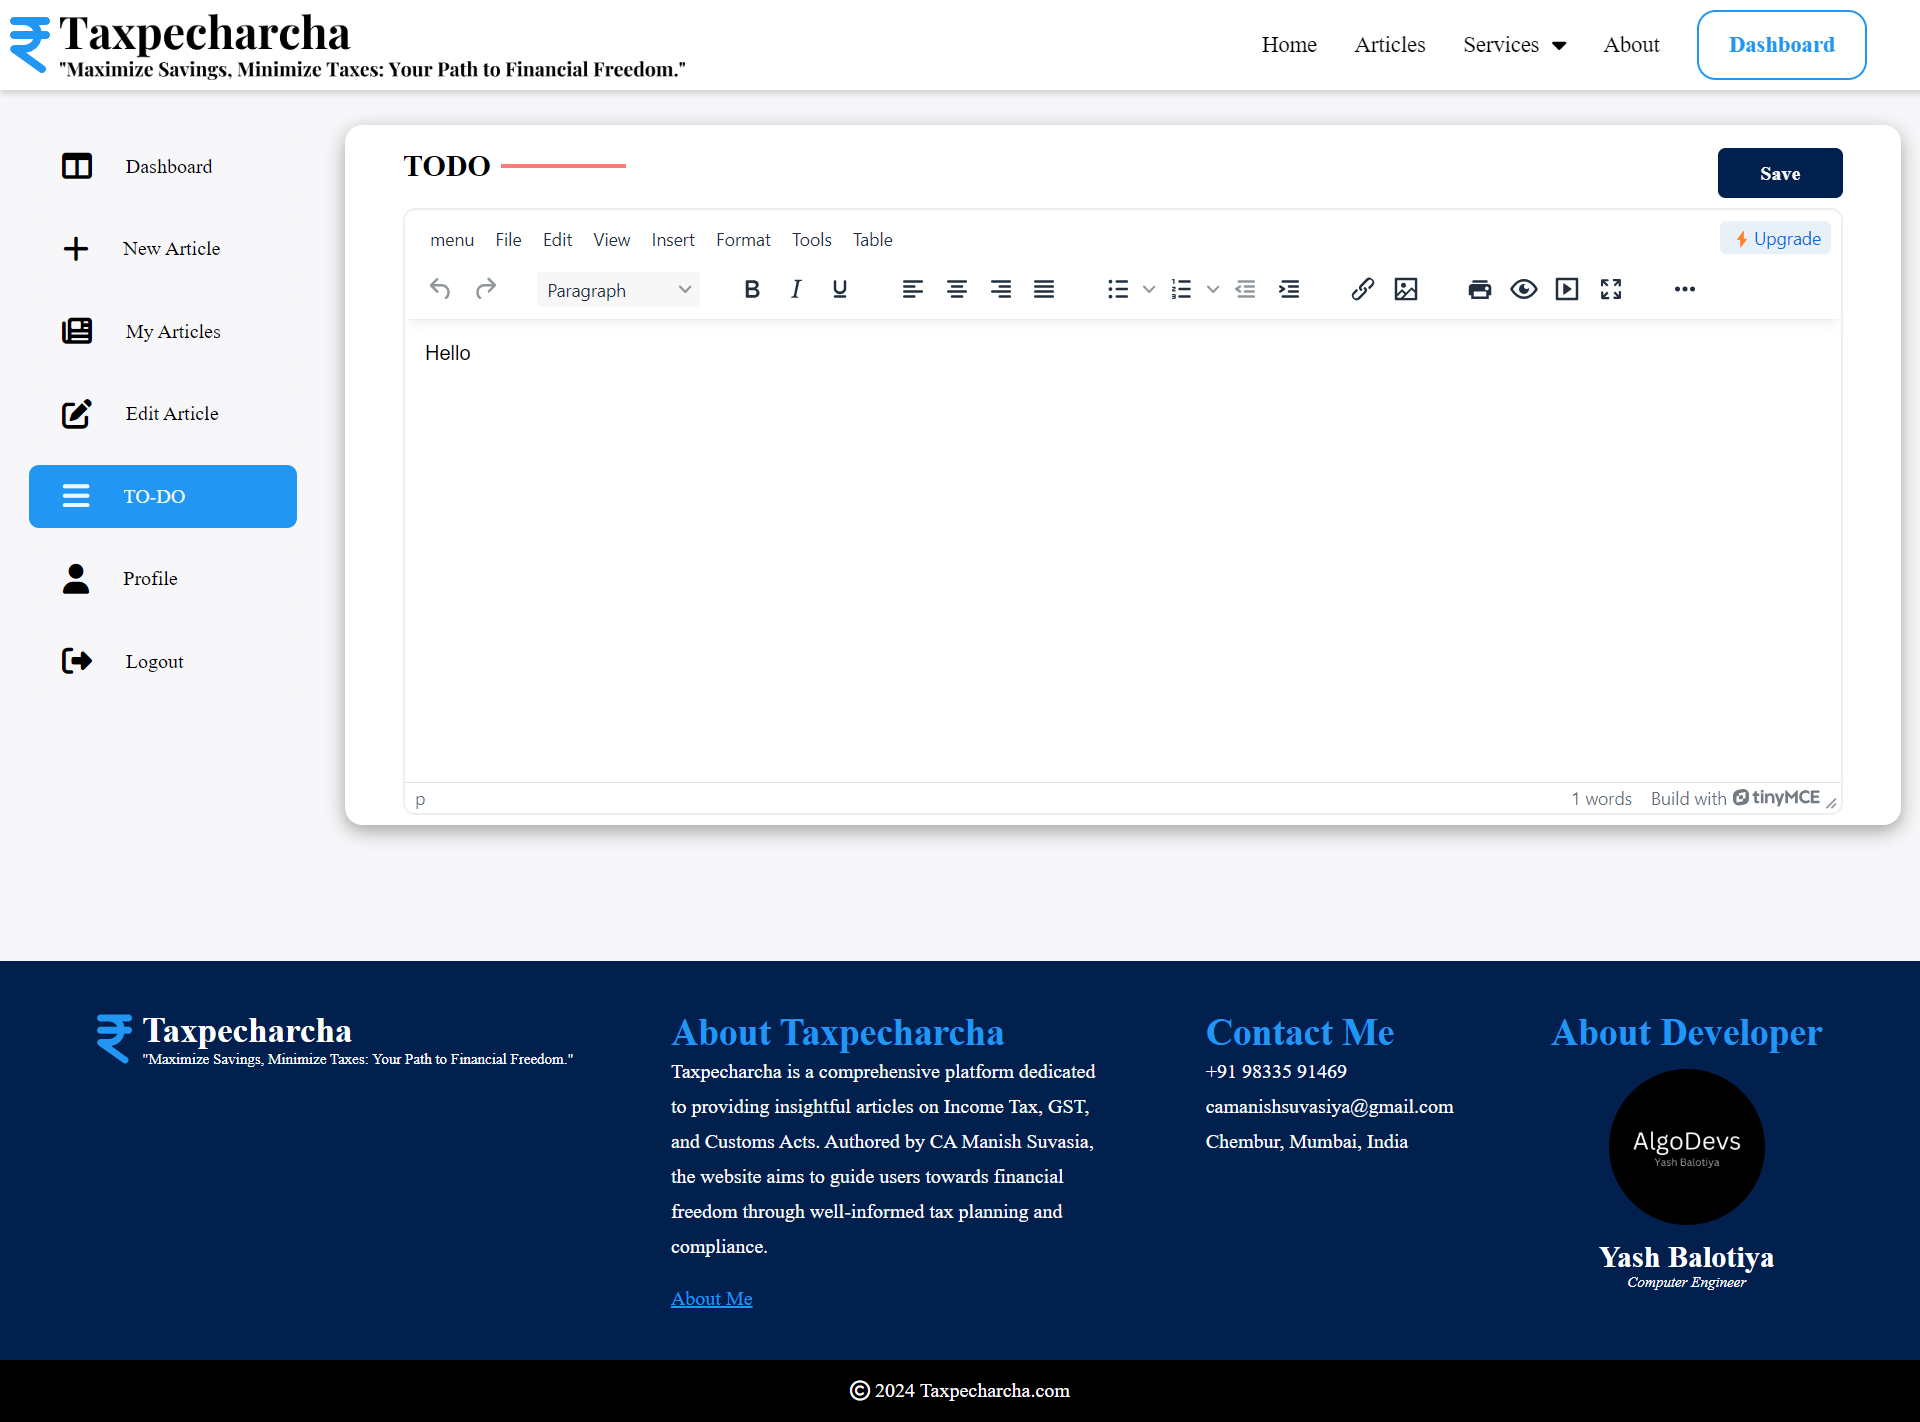 Taxpecharcha
"Maximize Savings, Minimize Taxes: Your Path to Financial Freedom."
Home Articles Services About Dashboard
Dashboard
New Article
My Articles
Edit Article
TO-DO
Profile
Logout
TODO
Save
menu File Edit View Insert Format Tools Table
Upgrade
Paragraph
Hello
p
1 words Build with tinyMCE
Taxpecharcha
"Maximize Savings, Minimize Taxes: Your Path to Financial Freedom."
About Taxpecharcha
Taxpecharcha is a comprehensive platform dedicated
to providing insightful articles on Income Tax, GST,
and Customs Acts. Authored by CA Manish Suvasia,
the website aims to guide users towards financial
freedom through well-informed tax planning and
compliance.
About Me
Contact Me
+91 98335 91469
camanishsuvasiya@gmail.com
Chembur, Mumbai, India
About Developer
AlgoDevs
Yash Balotiya
Yash Balotiya
Computer Engineer
© 2024 Taxpecharcha.com